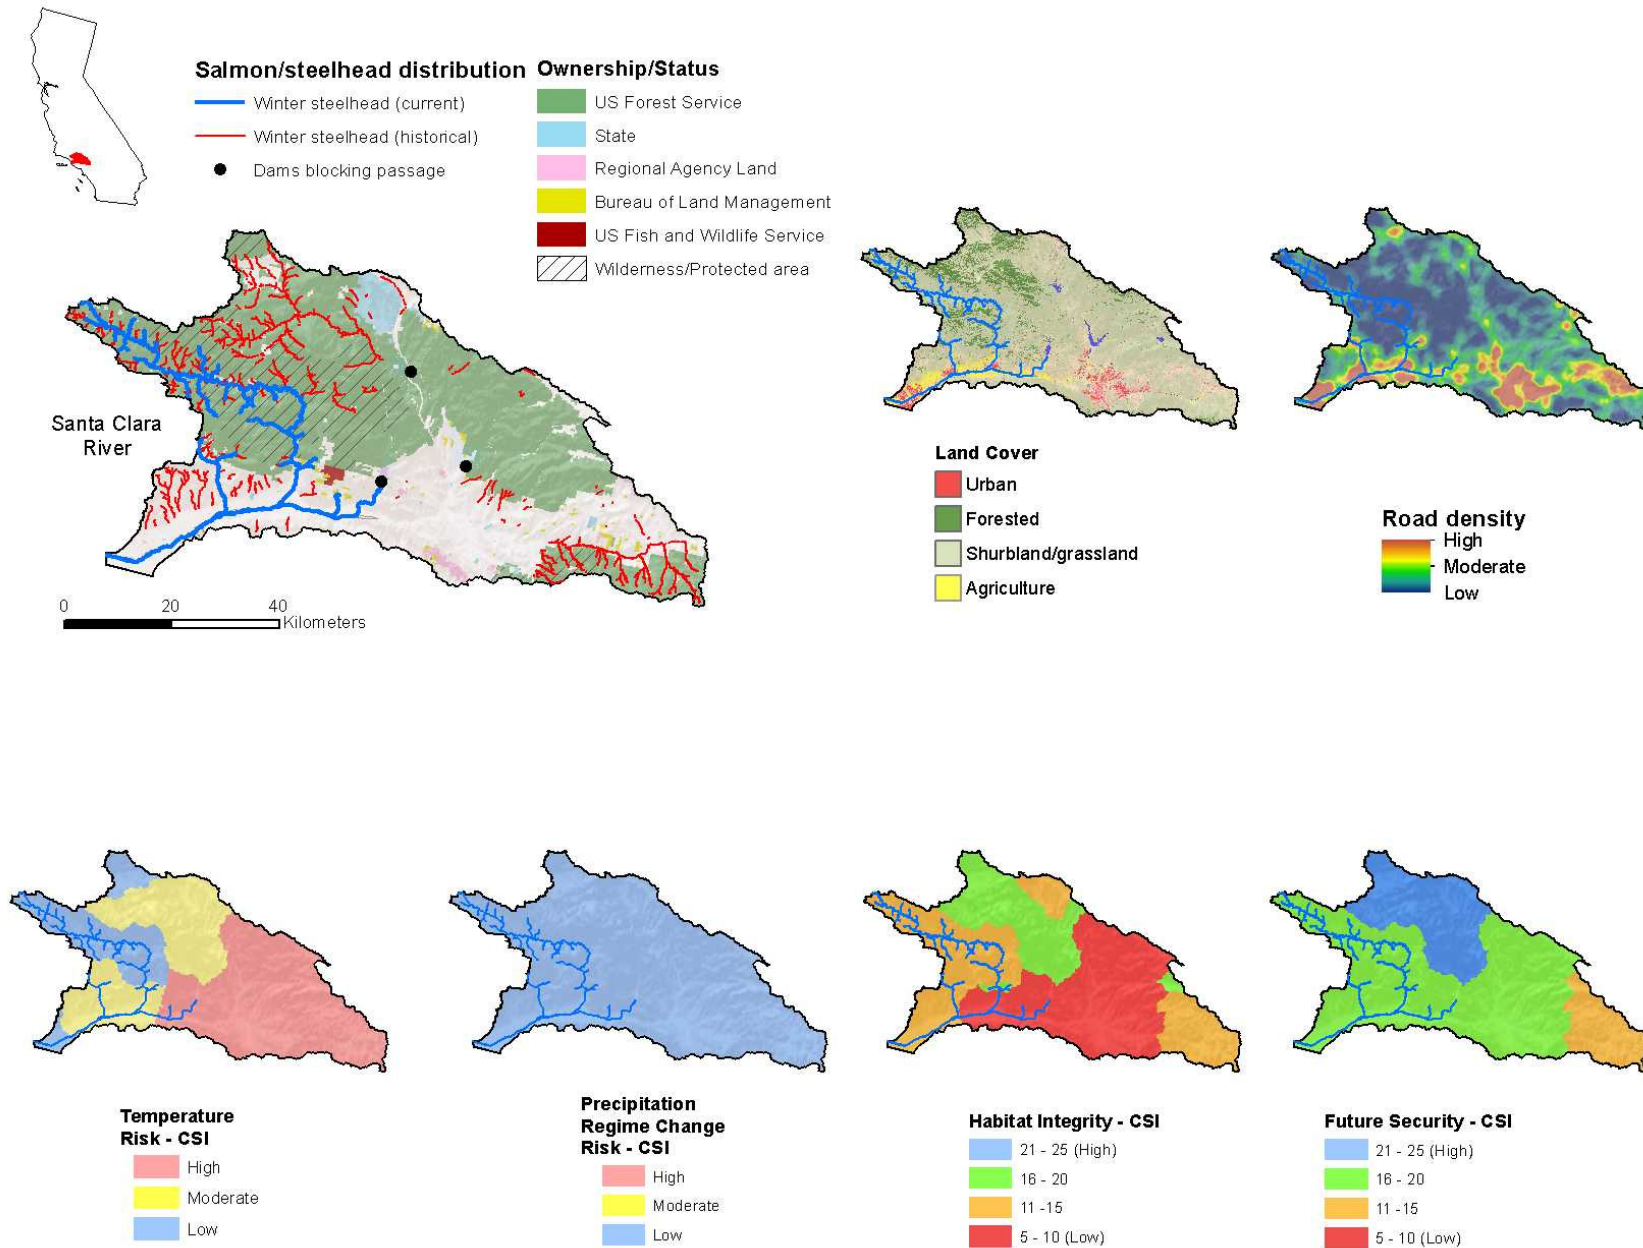 Salmon/steelhead distribution
Winter steelhead (current)
Winter steelhead (historical)
Dams blocking passage
Ownership/Status
US Forest Service
State
Regional Agency Land
Bureau of Land Management
US Fish and Wildlife Service
Wilderness/Protected area
Santa Clara
River
0 20 40
Kilometers
Land Cover
Urban
Forested
Shurbland/grassland
Agriculture
Road density
High
Moderate
Low
Temperature
Risk - CSI
High
Moderate
Low
Precipitation
Regime Change
Risk - CSI
High
Moderate
Low
Habitat Integrity - CSI
21 - 25 (High)
16 - 20
11 -15
5 - 10 (Low)
Future Security - CSI
21 - 25 (High)
16 - 20
11 -15
5 - 10 (Low)